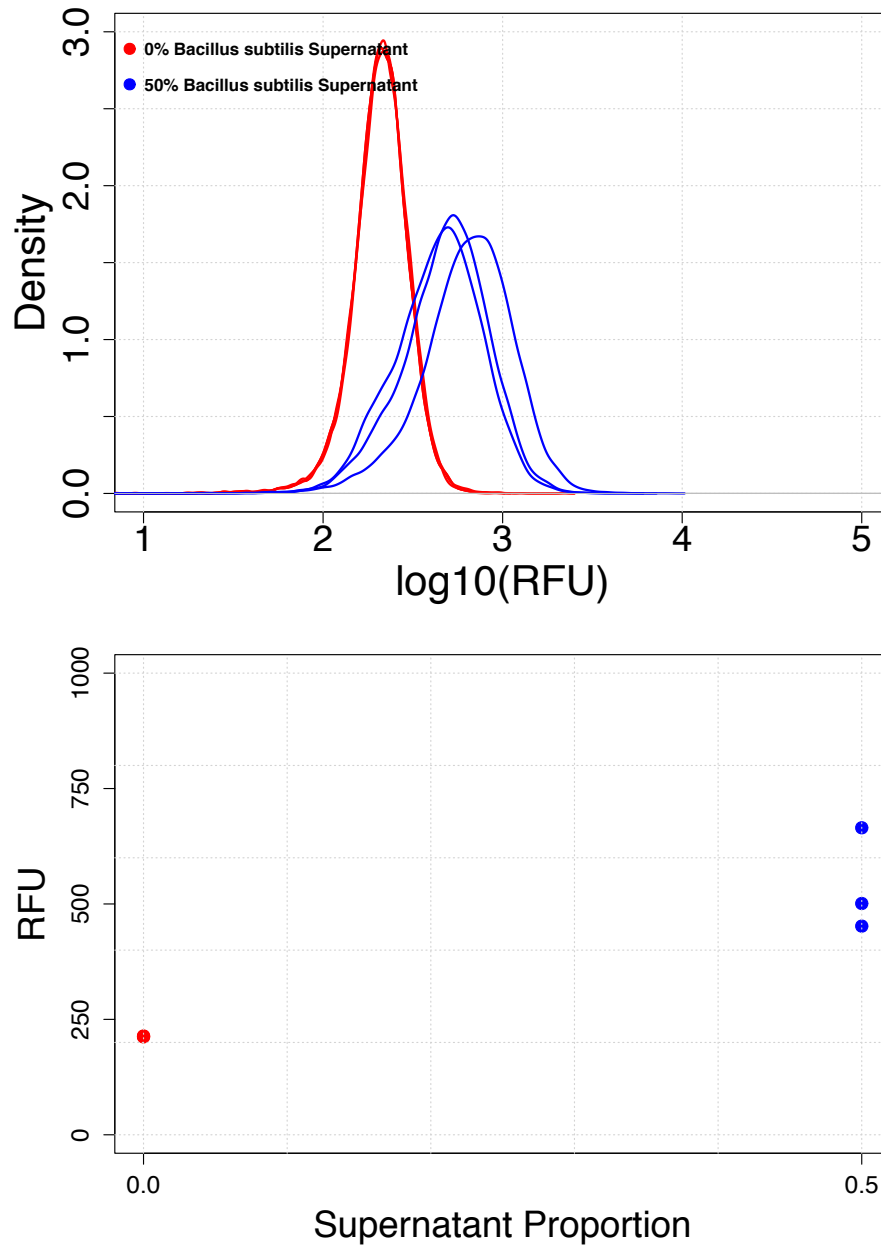 3.0
0% Bacillus subtilis Supernatant
50% Bacillus subtilis Supernatant
2.0
Density
1.0
0.0
1 2 3 4 5
log10(RFU)
1000
750
RFU
500
250
0
0.0 0.5
Supernatant Proportion